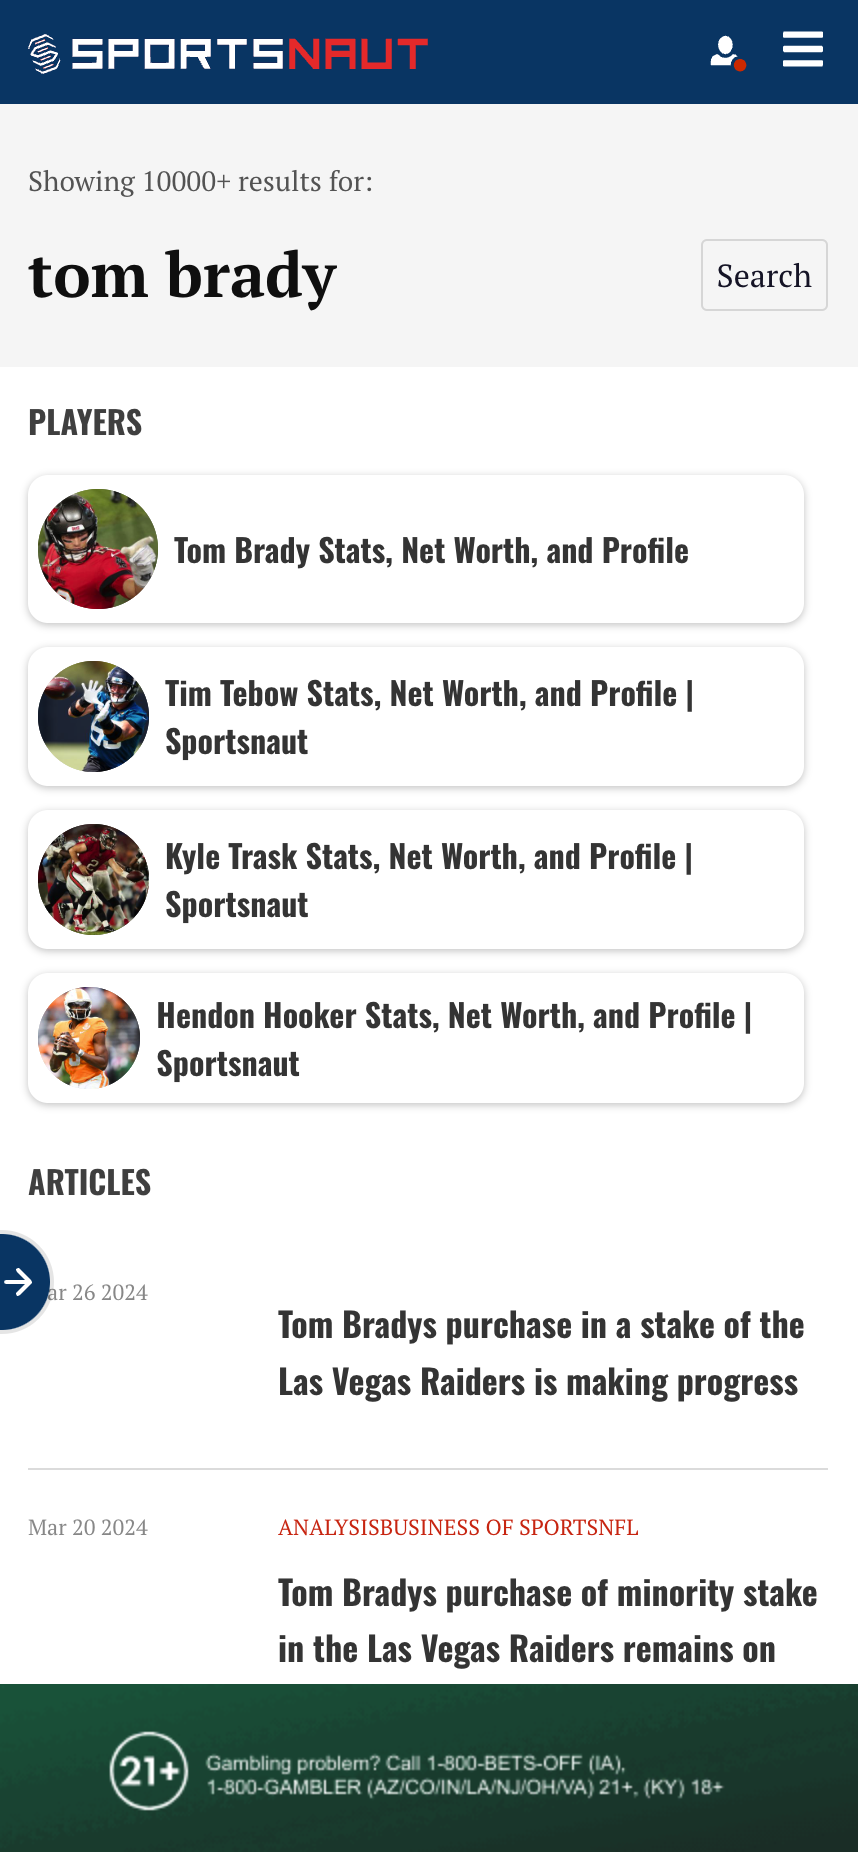 SPORTSNAUT
Showing 10000+ results for:
tom brady
Search
PLAYERS
Tom Brady Stats, Net Worth, and Profile
Tim Tebow Stats, Net Worth, and Profile |
Sportsnaut
Kyle Trask Stats, Net Worth, and Profile |
Sportsnaut
Hendon Hooker Stats, Net Worth, and Profile |
Sportsnaut
ARTICLES
ar 26 2024
Tom Bradys purchase in a stake of the
Las Vegas Raiders is making progress
Mar 20 2024
ANALYSISBUSINESS OF SPORTSNFL
Tom Bradys purchase of minority stake
in the Las Vegas Raiders remains on
21+
Gambling problem? Call 1-800-BETS-OFF (IA),
1-800-GAMBLER (AZ/CO/IN/LA/NJ/OH/VA) 21+, (KY) 18+